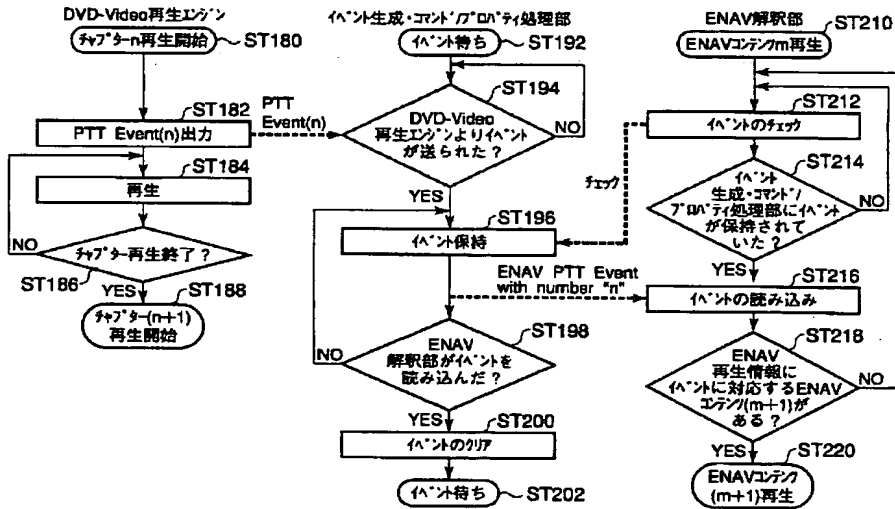 DVD-Video再生エンジン
チャプターn再生開始
ST180
ST182
PTT Event(n)出力
PTT
Event(n)
ST184
再生
NO
チャプター再生終了？
ST186
YES
ST188
チャプター(n+1)
再生開始
イベント生成・コマンド/プロパティ処理部
イベント待ち
ST192
ST194
DVD-Video
再生エンジンよりイベント
が送られた？
NO
YES
ST196
イベント保持
チェック
ENAV PTT Event
with number "n"
ST198
ENAV
解釈部がイベントを
読み込んだ？
NO
YES
ST200
イベントのクリア
イベント待ち
ST202
ENAV解釈部
ST210
ENAVコンテンツm再生
ST212
イベントのチェック
ST214
イベント
生成・コマンド/
プロパティ処理部にイベント
が保持されて
いた？
NO
YES
ST216
イベントの読み込み
ST218
ENAV
再生情報に
イベントに対応するENAV
コンテンツ(m+1)が
ある？
NO
YES
ST220
ENAVコンテンツ
(m+1)再生